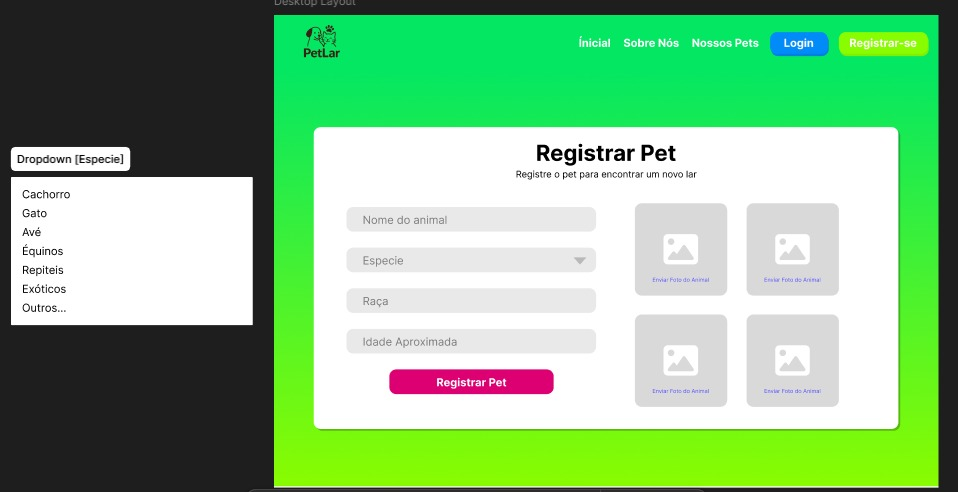 Desktop Layout
PetLar
Ínicial
Sobre Nós
Nossos Pets
Login
Registrar-se
Dropdown [Especie]
Cachorro
Gato
Avé
Équinos
Repiteis
Exóticos
Outros...
Registrar Pet
Registre o pet para encontrar um novo lar
Nome do animal
Especie
Raça
Idade Aproximada
Registrar Pet
Enviar Foto do Animal
Enviar Foto do Animal
Enviar Foto do Animal
Enviar Foto do Animal